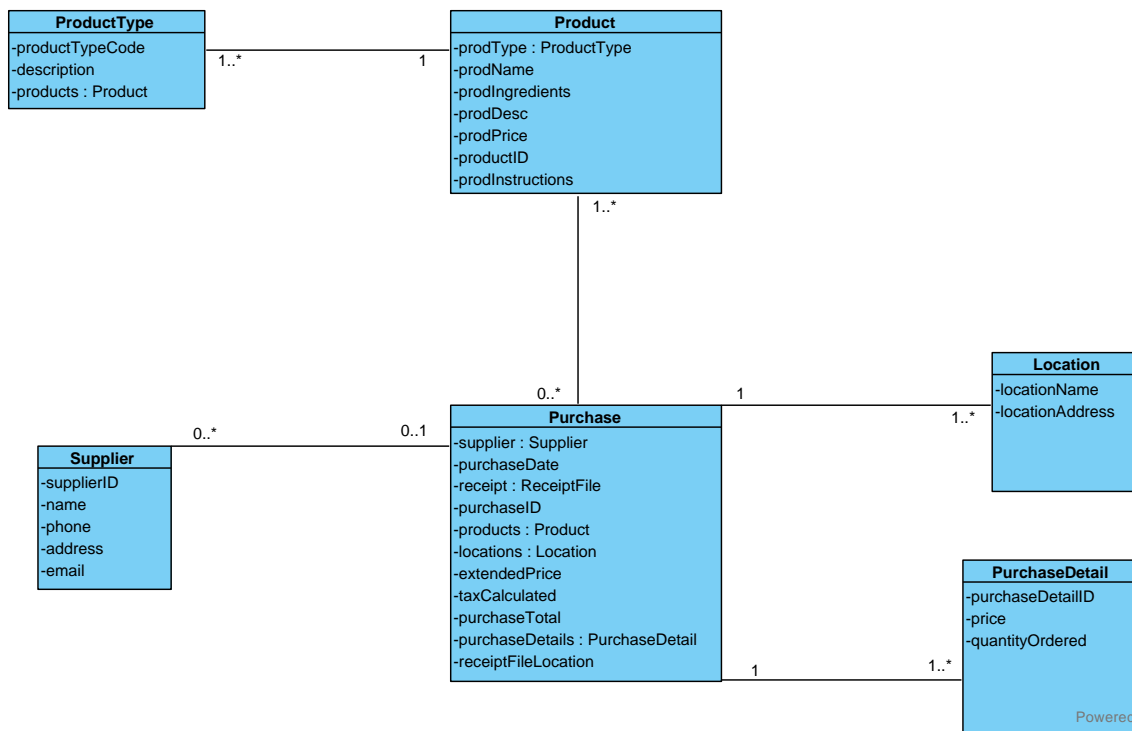 ProductType
-productTypeCode
-description
-products : Product
1..*
1
Product
-prodType : ProductType
-prodName
-prodIngredients
-prodDesc
-prodPrice
-productID
-prodInstructions
1..*
0..*
Supplier
-supplierID
-name
-phone
-address
-email
0..*
0..1
Purchase
-supplier : Supplier
-purchaseDate
-receipt : ReceiptFile
-purchaseID
-products : Product
-locations : Location
-extendedPrice
-taxCalculated
-purchaseTotal
-purchaseDetails : PurchaseDetail
-receiptFileLocation
1
1..*
Location
-locationName
-locationAddress
1
1..*
PurchaseDetail
-purchaseDetailID
-price
-quantityOrdered
Powered